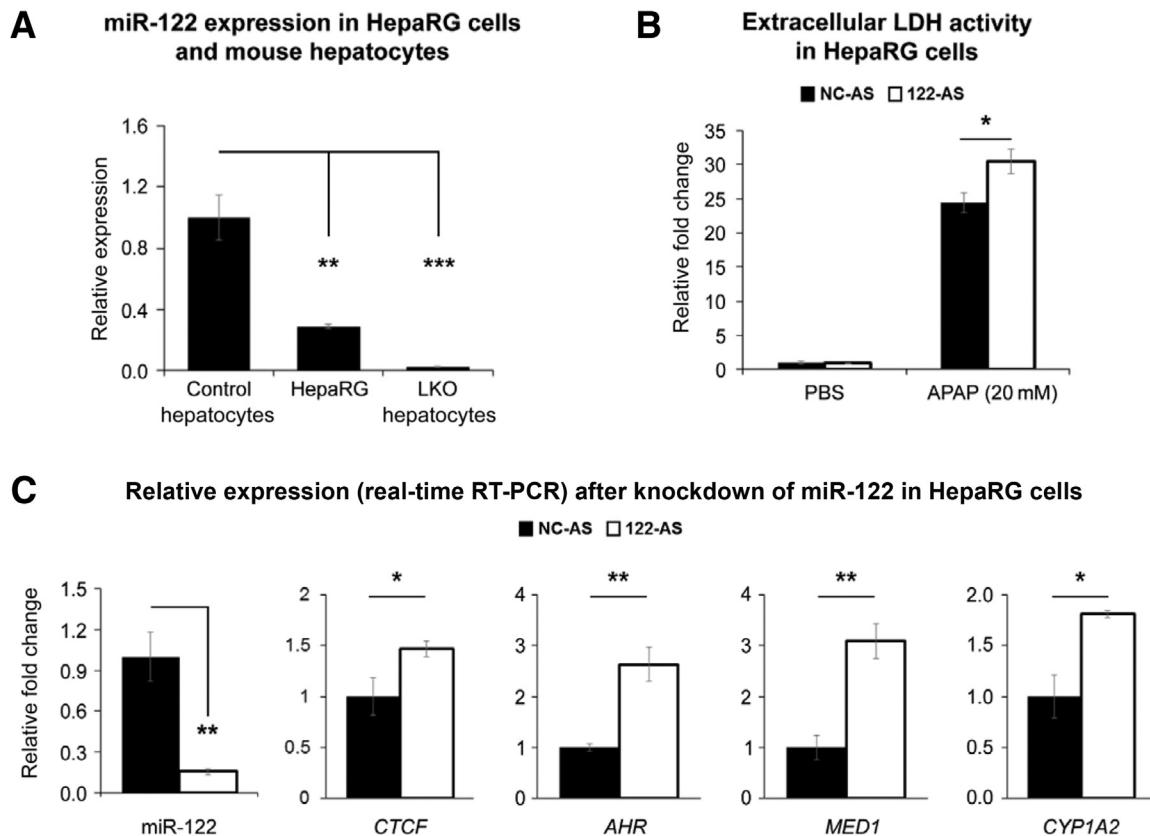 A
miR-122 expression in HepaRG cells
and mouse hepatocytes
Relative expression
1.6
1.2
0.8
0.4
0.0
**
***
Control
hepatocytes
HepaRG
LKO
hepatocytes
B
Extracellular LDH activity
in HepaRG cells
NC-AS 122-AS
Relative fold change
35
30
25
20
15
10
5
0
*
PBS
APAP (20 mM)
C
Relative expression (real-time RT-PCR) after knockdown of miR-122 in HepaRG cells
NC-AS 122-AS
Relative fold change
1.5
1.2
0.9
0.6
0.3
0.0
**
miR-122
2
1.5
1
0.5
0
*
CTCF
4
3
2
1
0
**
AHR
4
3
2
1
0
**
MED1
2.0
1.5
1.0
0.5
0.0
*
CYP1A2